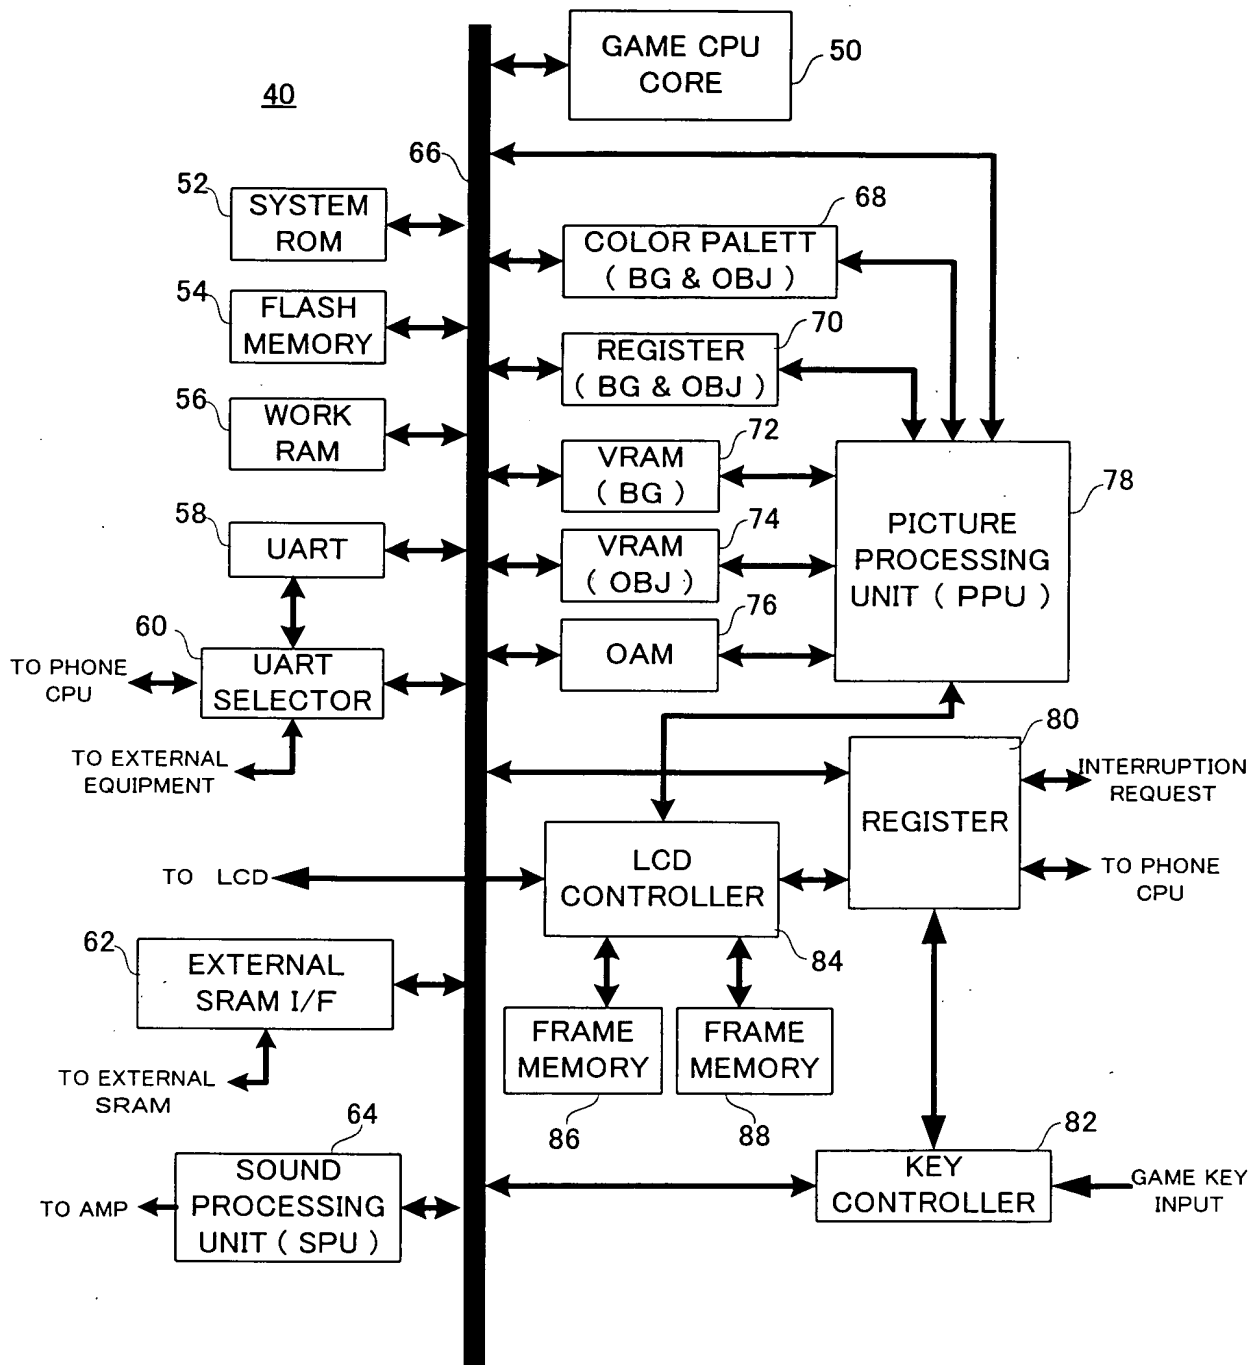 GAME CPU
CORE
50
40
66
52
SYSTEM
ROM
68
COLOR PALETT
( BG & OBJ )
54
FLASH
MEMORY
70
REGISTER
( BG & OBJ )
56
WORK
RAM
72
VRAM
( BG )
78
PICTURE
PROCESSING
UNIT ( PPU )
58
UART
74
VRAM
( OBJ )
76
OAM
60
UART
SELECTOR
TO PHONE
CPU
TO EXTERNAL
EQUIPMENT
80
REGISTER
INTERRUPTION
REQUEST
TO PHONE
CPU
LCD
CONTROLLER
84
TO LCD
62
EXTERNAL
SRAM I/F
TO EXTERNAL
SRAM
FRAME
MEMORY
86
FRAME
MEMORY
88
64
SOUND
PROCESSING
UNIT ( SPU )
TO AMP
82
KEY
CONTROLLER
GAME KEY
INPUT